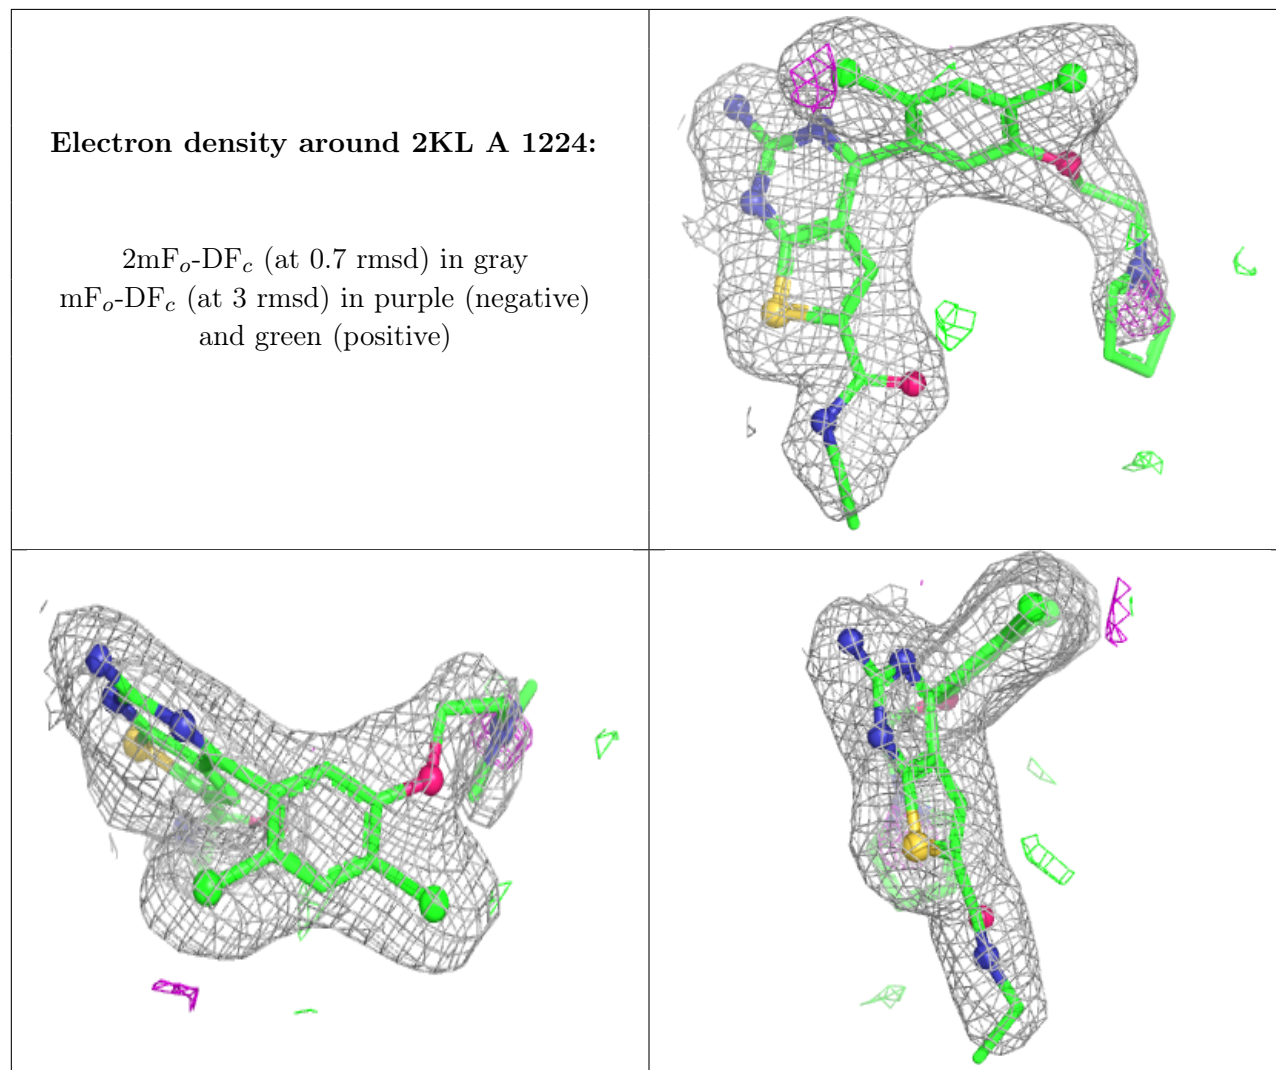 Electron density around 2KL A 1224:
2mFₒ-DF𝒸 (at 0.7 rmsd) in gray
mFₒ-DF𝒸 (at 3 rmsd) in purple (negative)
and green (positive)